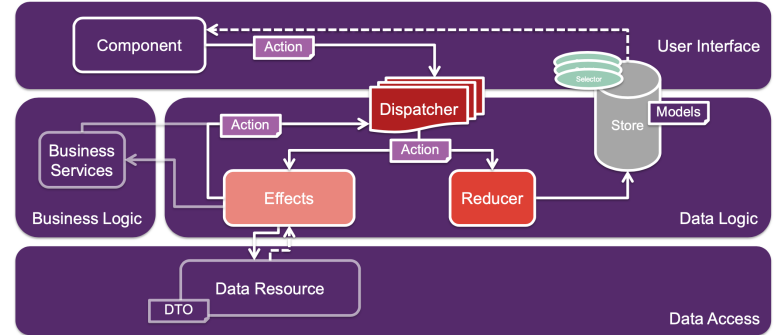 Component
Action
User Interface
Selector
Dispatcher
Models
Store
Action
Action
Business
Services
Effects
Reducer
Business Logic
Data Logic
Data Resource
DTO
Data Access